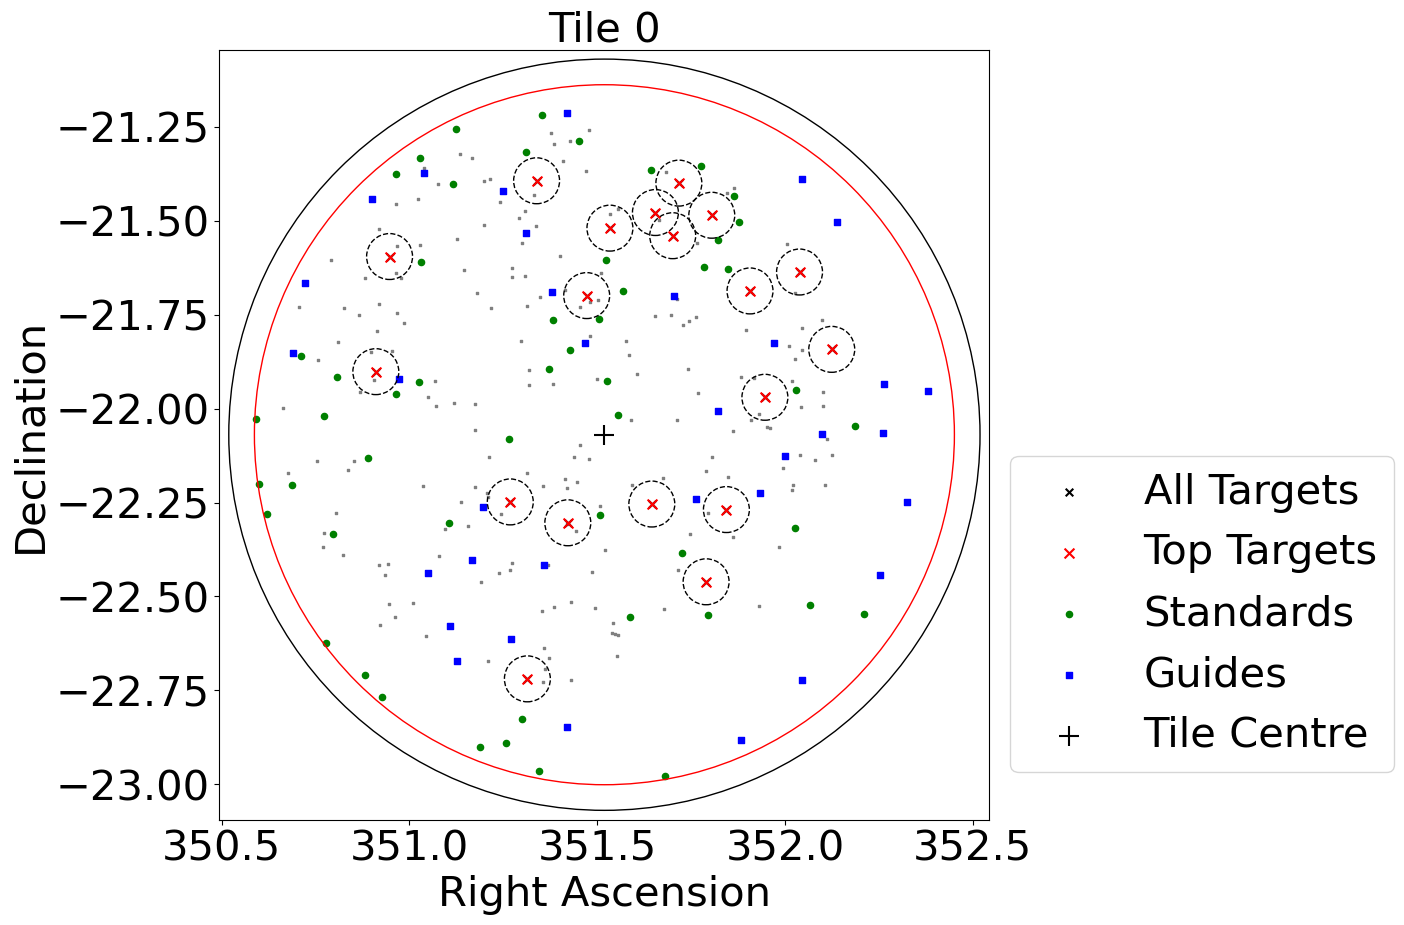 Tile 0
Declination
−21.25
−21.50
−21.75
−22.00
−22.25
−22.50
−22.75
−23.00
350.5 351.0 351.5 352.0 352.5
Right Ascension
All Targets
Top Targets
Standards
Guides
Tile Centre